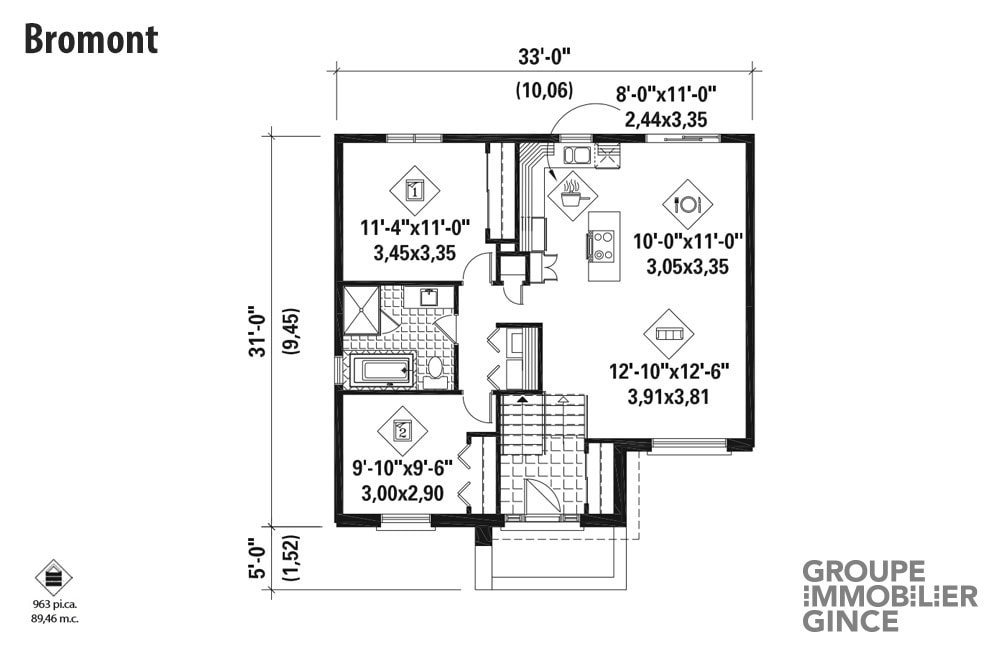 Bromont
33'-0"
(10,06)
8'-0"x11'-0"
2,44x3,35
1
11'-4"x11'-0"
3,45x3,35
10'-0"x11'-0"
3,05x3,35
31'-0"
(9,45)
12'-10"x12'-6"
3,91x3,81
2
9'-10"x9'-6"
3,00x2,90
5'-0"
(1,52)
963 pi.ca.
89,46 m.c.
GROUPE
IMMOBILIER
GINCE